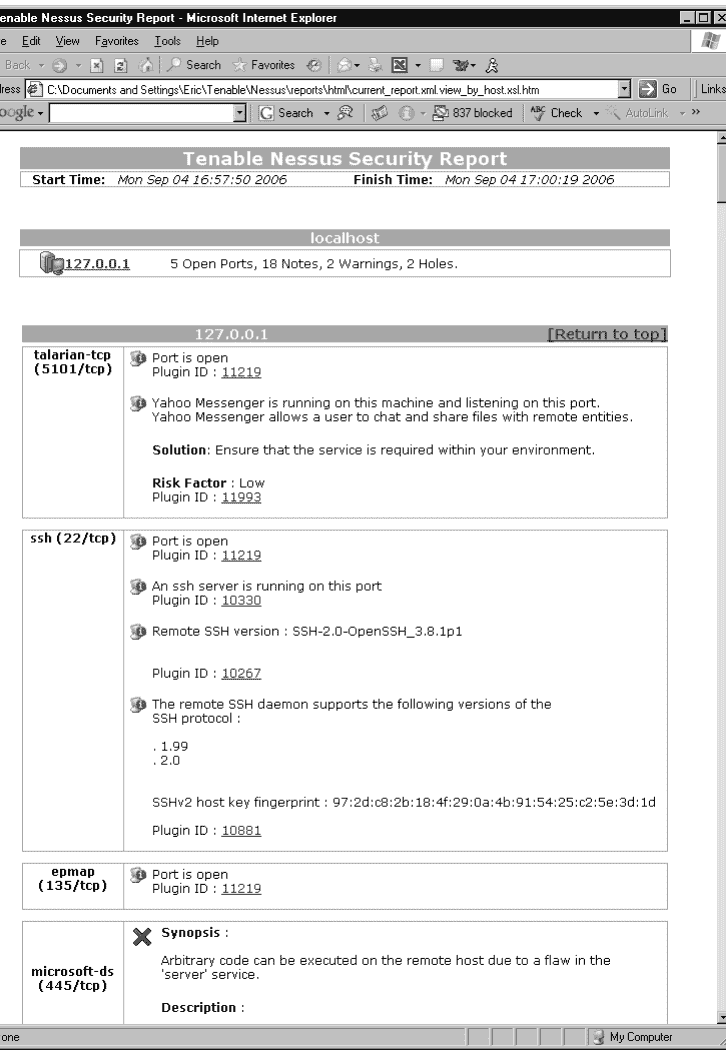 enable Nessus Security Report - Microsoft Internet Explorer
e Edit View Favorites Tools Help
Back Search Favorites
ress C:\Documents and Settings\Eric\Tenable\Nessus\reports\html\current_report.xml.view_by_host.xsl.htm Go Links
oogle - Search 837 blocked ABC Check AutoLink >>
Tenable Nessus Security Report
Start Time: Mon Sep 04 16:57:50 2006 Finish Time: Mon Sep 04 17:00:19 2006
localhost
127.0.0.1 5 Open Ports, 18 Notes, 2 Warnings, 2 Holes.
127.0.0.1 [Return to top]
talarian-tcp
(5101/tcp)
Port is open
Plugin ID : 11219
Yahoo Messenger is running on this machine and listening on this port.
Yahoo Messenger allows a user to chat and share files with remote entities.
Solution: Ensure that the service is required within your environment.
Risk Factor : Low
Plugin ID : 11993
ssh (22/tcp)
Port is open
Plugin ID : 11219
An ssh server is running on this port
Plugin ID : 10330
Remote SSH version : SSH-2.0-OpenSSH_3.8.1p1
Plugin ID : 10267
The remote SSH daemon supports the following versions of the
SSH protocol :
. 1.99
. 2.0
SSHv2 host key fingerprint : 97:2d:c8:2b:18:4f:29:0a:4b:91:54:25:c2:5e:3d:1d
Plugin ID : 10881
epmap
(135/tcp)
Port is open
Plugin ID : 11219
microsoft-ds
(445/tcp)
Synopsis :
Arbitrary code can be executed on the remote host due to a flaw in the
'server' service.
Description :
one My Computer